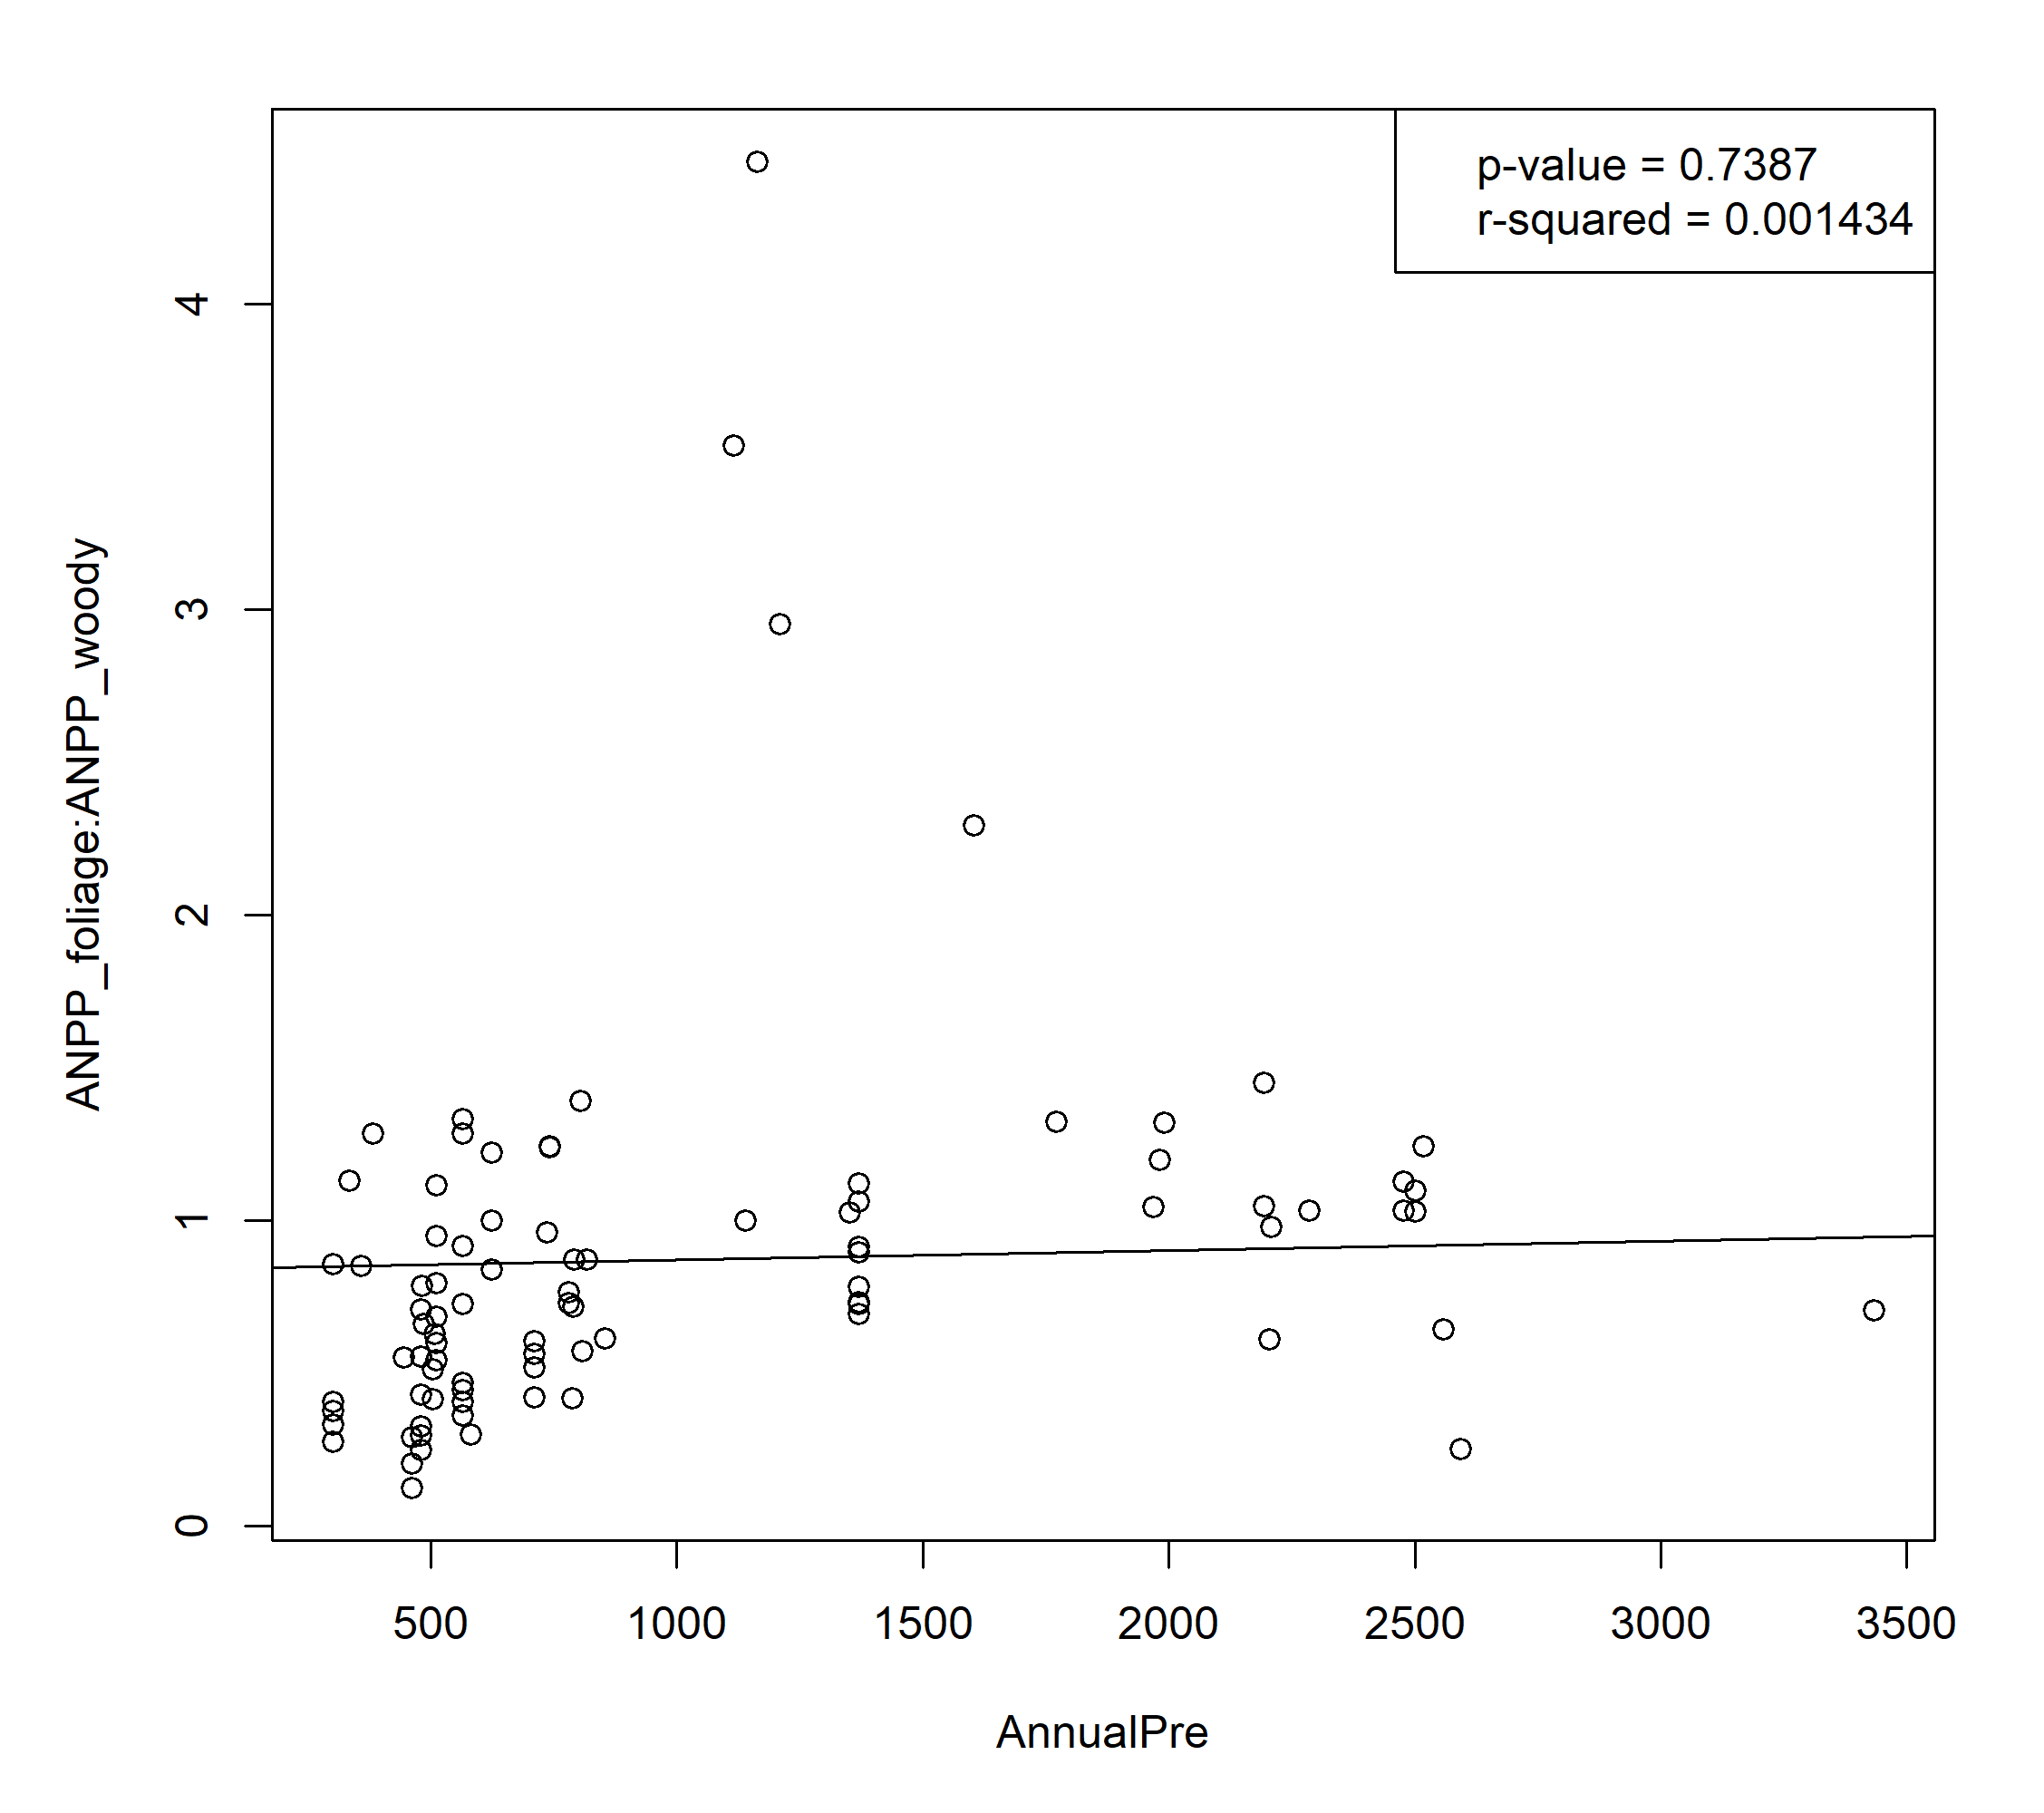 p-value = 0.7387
r-squared = 0.001434
ANPP_foliage:ANPP_woody
4
3
2
1
0
500 1000 1500 2000 2500 3000 3500
AnnualPre